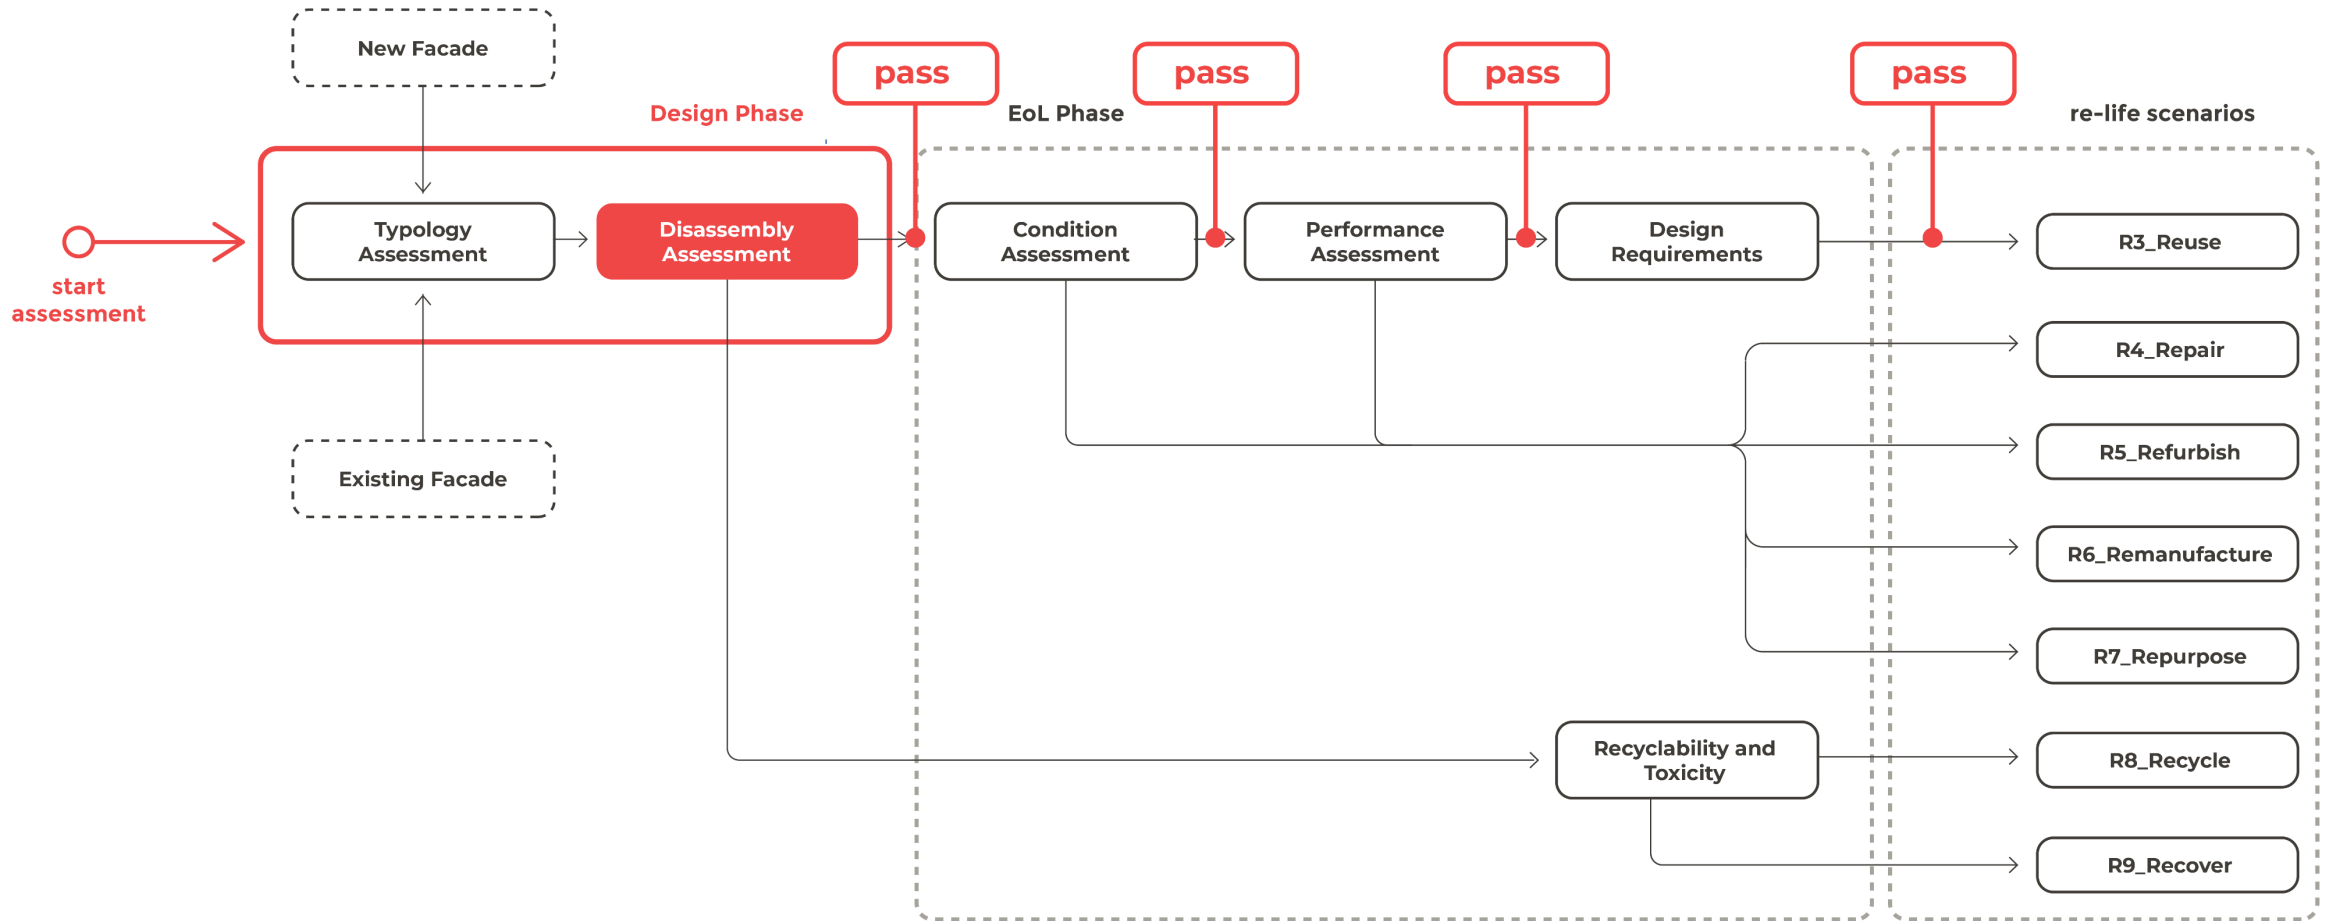 New Facade
pass
pass
pass
pass
Design Phase
EoL Phase
re-life scenarios
start
assessment
Typology
Assessment
Disassembly
Assessment
Condition
Assessment
Performance
Assessment
Design
Requirements
R3_Reuse
R4_Repair
R5_Refurbish
Existing Facade
R6_Remanufacture
R7_Repurpose
Recyclability and
Toxicity
R8_Recycle
R9_Recover